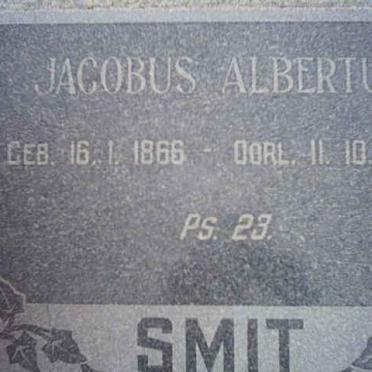 JACOBUS ALBERTU
GEB. 16. 1. 1866 - OORL. 11. 10.
PS. 23.
SMIT